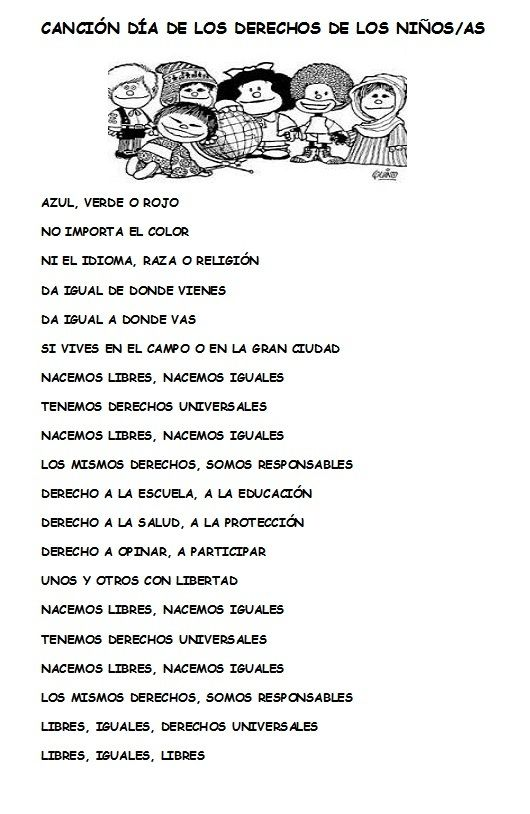 CANCIÓN DÍA DE LOS DERECHOS DE LOS NIÑOS/AS
QUINO
AZUL, VERDE O ROJO
NO IMPORTA EL COLOR
NI EL IDIOMA, RAZA O RELIGIÓN
DA IGUAL DE DONDE VIENES
DA IGUAL A DONDE VAS
SI VIVES EN EL CAMPO O EN LA GRAN CIUDAD
NACEMOS LIBRES, NACEMOS IGUALES
TENEMOS DERECHOS UNIVERSALES
NACEMOS LIBRES, NACEMOS IGUALES
LOS MISMOS DERECHOS, SOMOS RESPONSABLES
DERECHO A LA ESCUELA, A LA EDUCACIÓN
DERECHO A LA SALUD, A LA PROTECCIÓN
DERECHO A OPINAR, A PARTICIPAR
UNOS Y OTROS CON LIBERTAD
NACEMOS LIBRES, NACEMOS IGUALES
TENEMOS DERECHOS UNIVERSALES
NACEMOS LIBRES, NACEMOS IGUALES
LOS MISMOS DERECHOS, SOMOS RESPONSABLES
LIBRES, IGUALES, DERECHOS UNIVERSALES
LIBRES, IGUALES, LIBRES